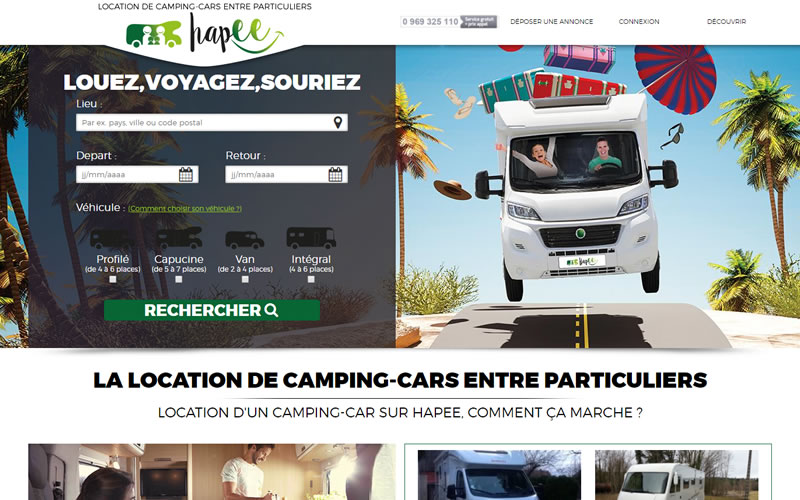 LOCATION DE CAMPING-CARS ENTRE PARTICULIERS
hapee
0 969 325 110 Service gratuit + prix appel
DÉPOSER UNE ANNONCE CONNEXION DÉCOUVRIR
LOUEZ,VOYAGEZ,SOURIEZ
Lieu :
Par ex. pays, ville ou code postal
Depart : Retour :
jj/mm/aaaa jj/mm/aaaa
Véhicule : (Comment choisir son véhicule ?)
Profilé Capucine Van Intégral
(de 4 à 6 places) (de 5 à 7 places) (de 2 à 4 places) (4 à 6 places)
RECHERCHER
hapee
LA LOCATION DE CAMPING-CARS ENTRE PARTICULIERS
LOCATION D'UN CAMPING-CAR SUR HAPEE, COMMENT ÇA MARCHE ?